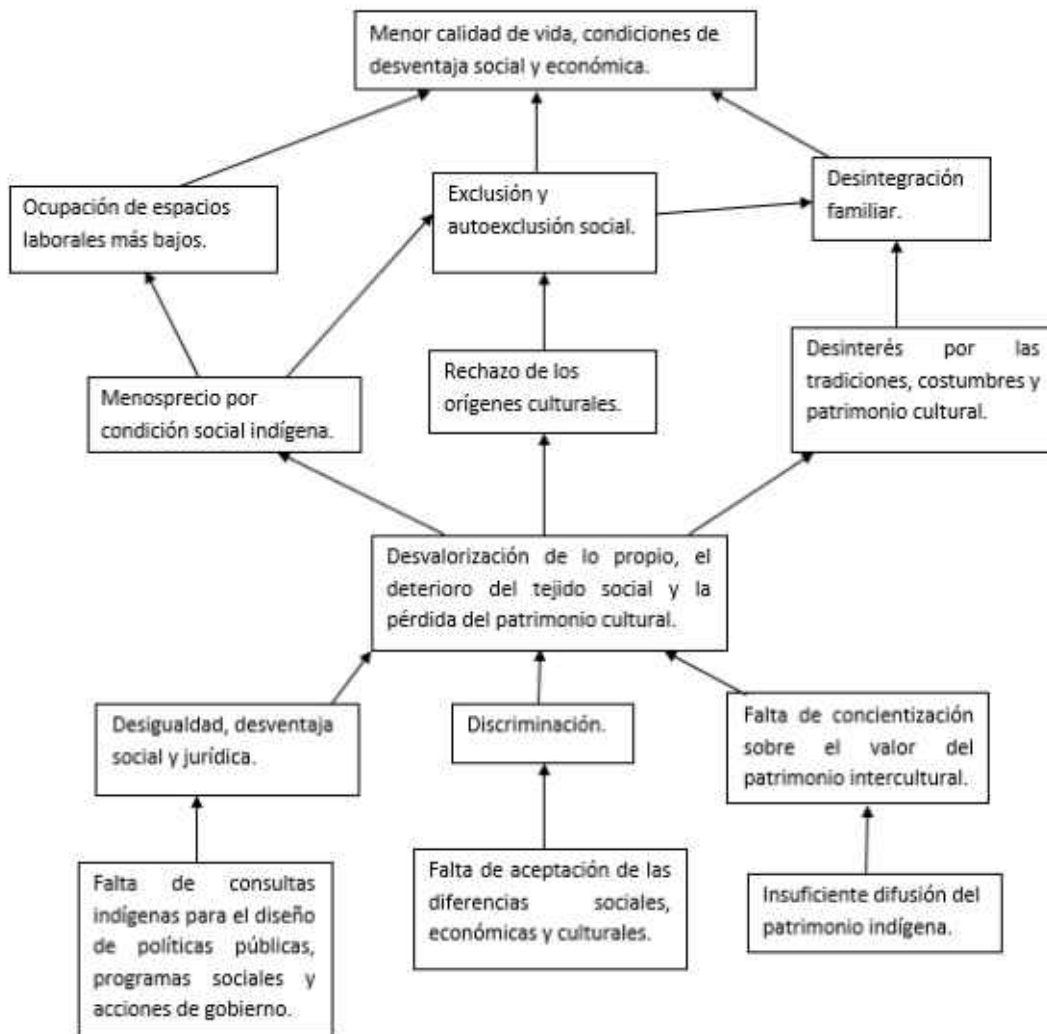 Menor calidad de vida, condiciones de
desventaja social y económica.
Ocupación de espacios
laborales más bajos.
Exclusión y
autoexclusión social.
Desintegración
familiar.
Menosprecio por
condición social indígena.
Rechazo de los
orígenes culturales.
Desinterés por las
tradiciones, costumbres y
patrimonio cultural.
Desvalorización de lo propio, el
deterioro del tejido social y la
pérdida del patrimonio cultural.
Desigualdad, desventaja
social y jurídica.
Discriminación.
Falta de concientización
sobre el valor del
patrimonio intercultural.
Falta de consultas
indígenas para el diseño
de políticas públicas,
programas sociales y
acciones de gobierno.
Falta de aceptación de las
diferencias sociales,
económicas y culturales.
Insuficiente difusión del
patrimonio indígena.